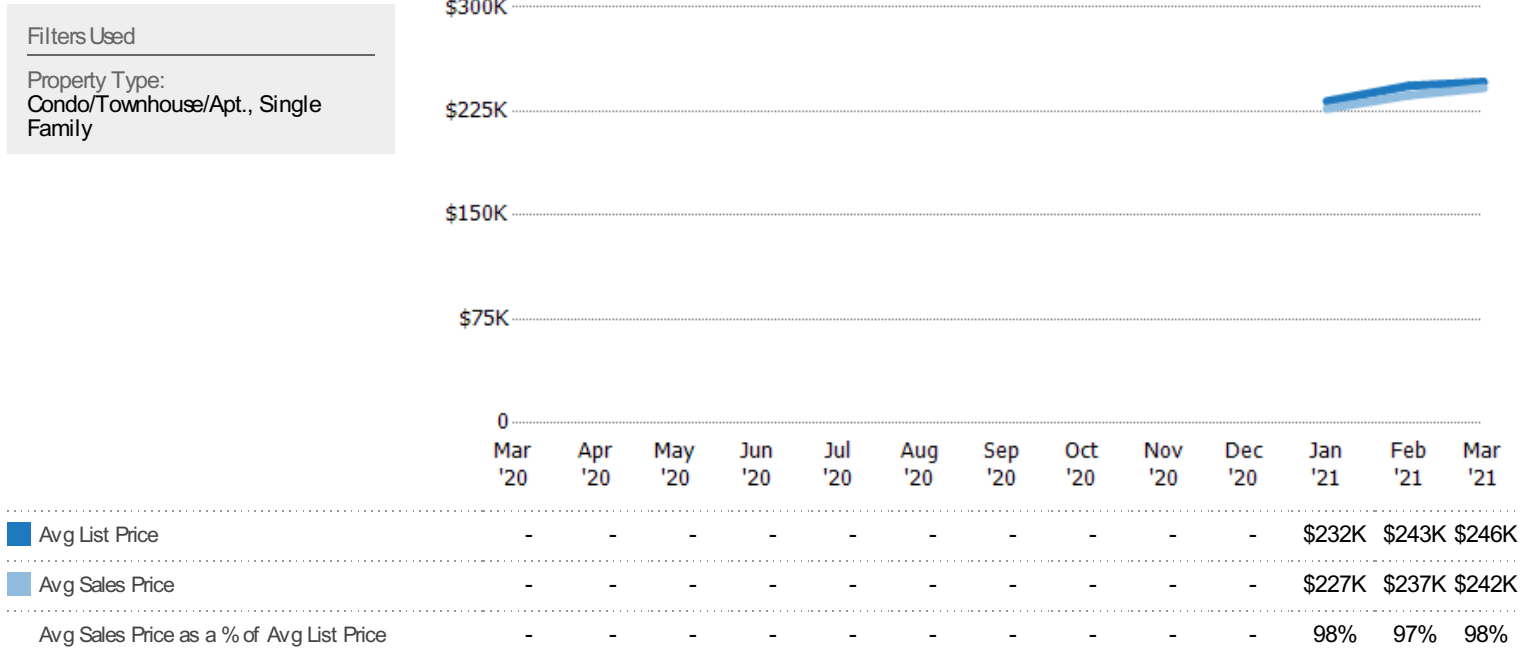 Filters Used
Property Type:
Condo/Townhouse/Apt., Single
Family
$300K
$225K
$150K
$75K
0
Mar Apr May Jun Jul Aug Sep Oct Nov Dec Jan Feb Mar
'20 '20 '20 '20 '20 '20 '20 '20 '20 '20 '21 '21 '21
Avg List Price - - - - - - - - - - $232K $243K $246K
Avg Sales Price - - - - - - - - - - $227K $237K $242K
Avg Sales Price as a % of Avg List Price - - - - - - - - - - 98% 97% 98%